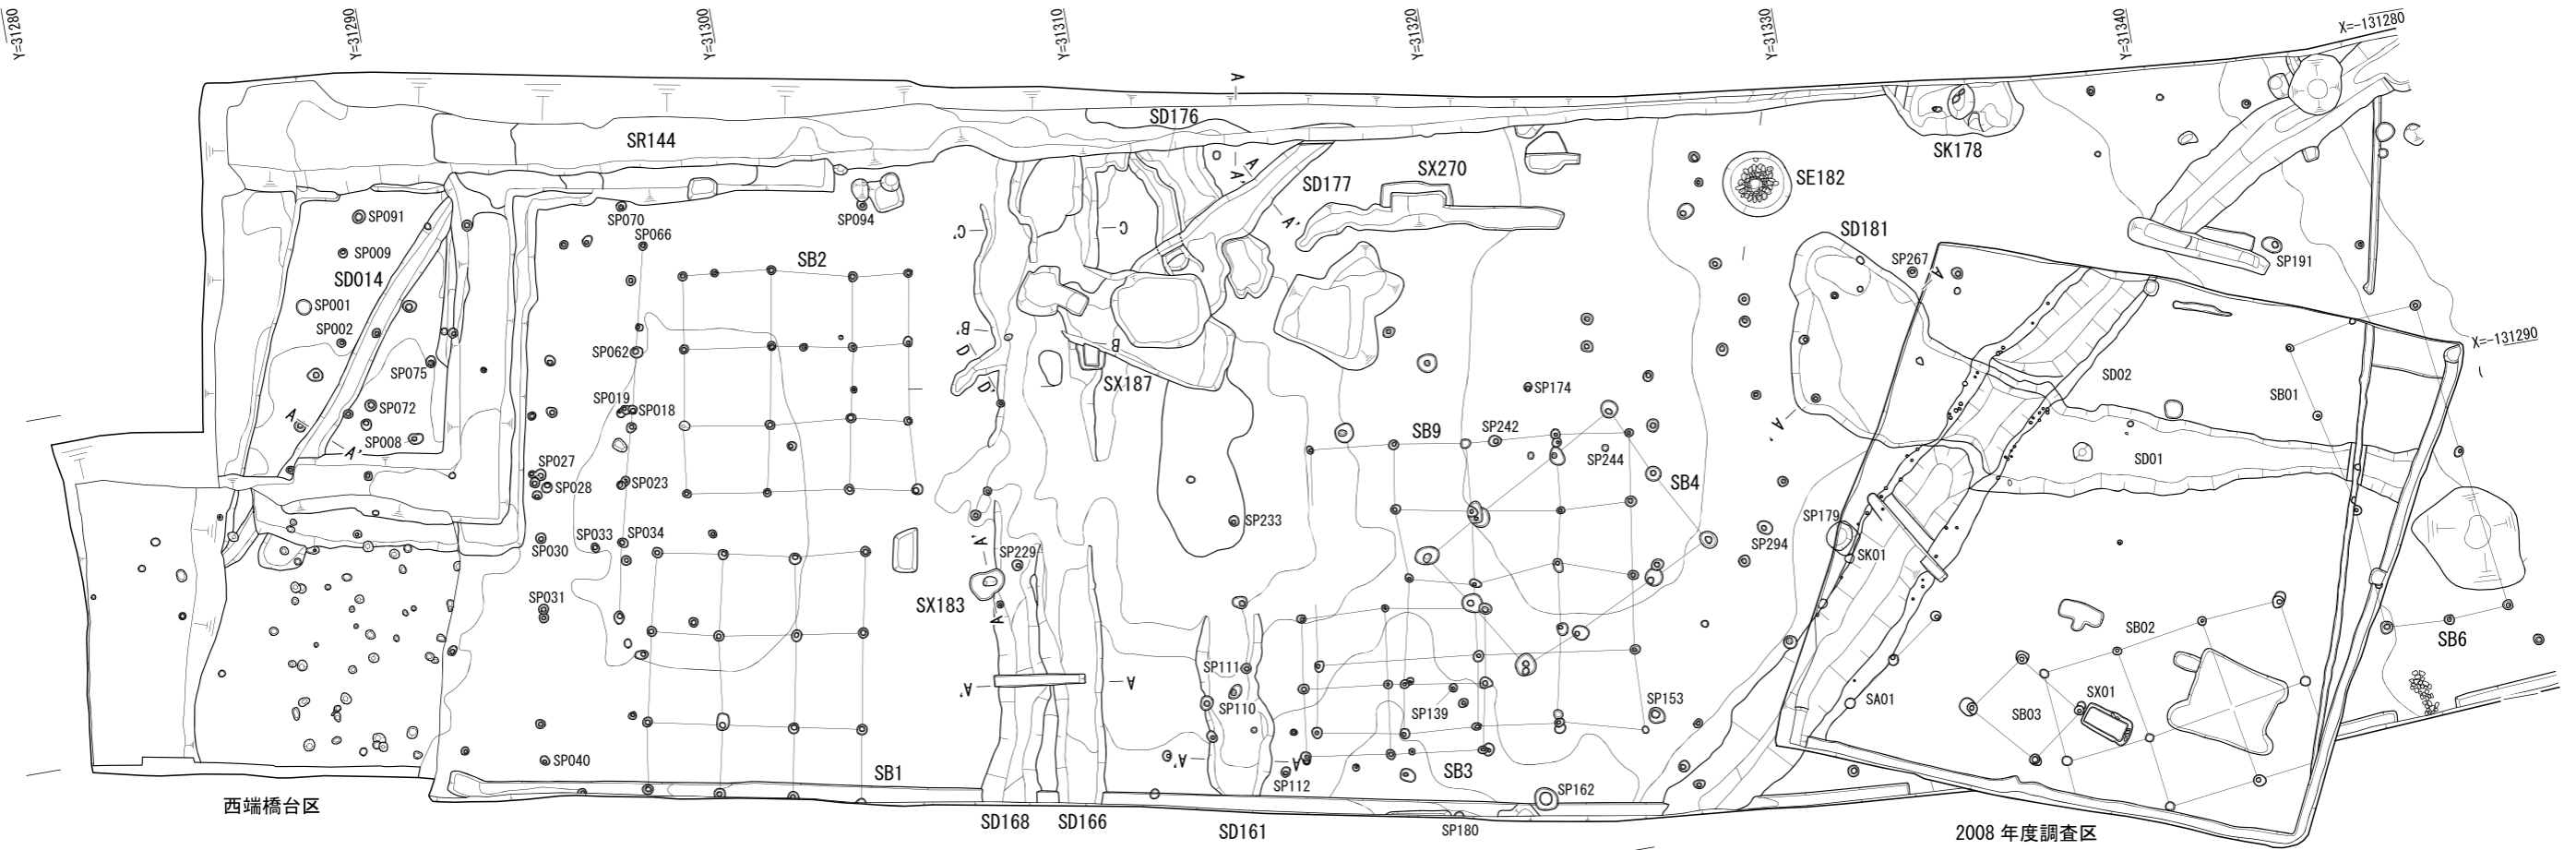 Y=31280
Y=31290
Y=31300
Y=31310
Y=31320
Y=31330
Y=31340
X=-131280
X=-131290
A
SD176
SR144
A
A'
SD177
SX270
SK178
SE182
SP091
SP070
SP094
C'
C
A'
SP066
SD181
SP009
SD014
SB2
SP267
A
SP191
SP001
SP002
B'
D
B
SP062
SX187
D'
SP075
SD02
SP174
SB01
SP019
SP018
SP072
A
A'
SP008
SB9
SP242
A'
SP244
SD01
SP027
SP028
SP023
SB4
SP233
SP179
SP033
SP034
SP030
A'
SP229
SP294
SK01
SP031
SX183
A
SB02
SB6
SP111
A'
A
SP110
SP139
SP153
SA01
SX01
SB03
SP040
A'
A
SB1
SP112
SB3
SP162
西端橋台区
SD168
SD166
SD161
SP180
2008 年度調査区